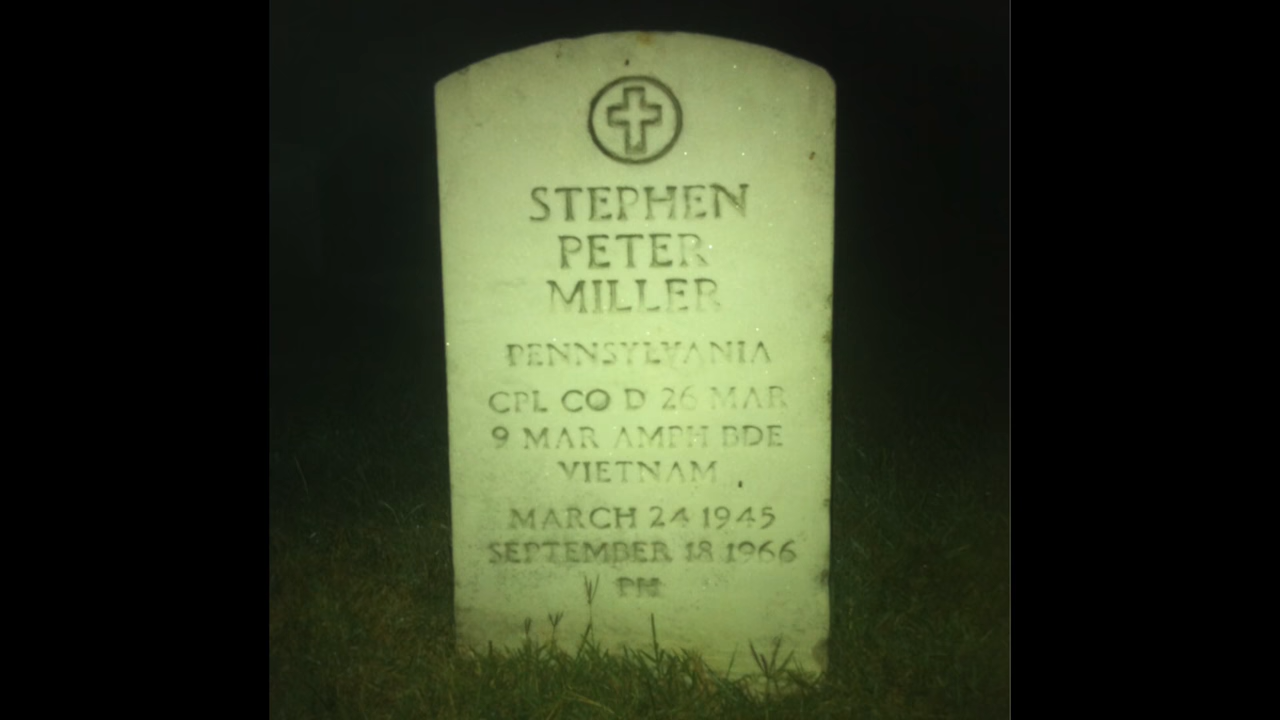 STEPHEN
PETER
MILLER
PENNSYLVANIA
CPL CO D 26 MAR
9 MAR AMPH BDE
VIETNAM
MARCH 24 1945
SEPTEMBER 18 1966
PH